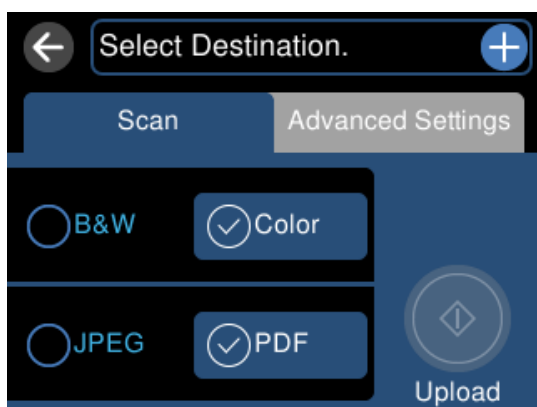 Select Destination.
Scan
Advanced Settings
B&W
Color
JPEG
PDF
Upload